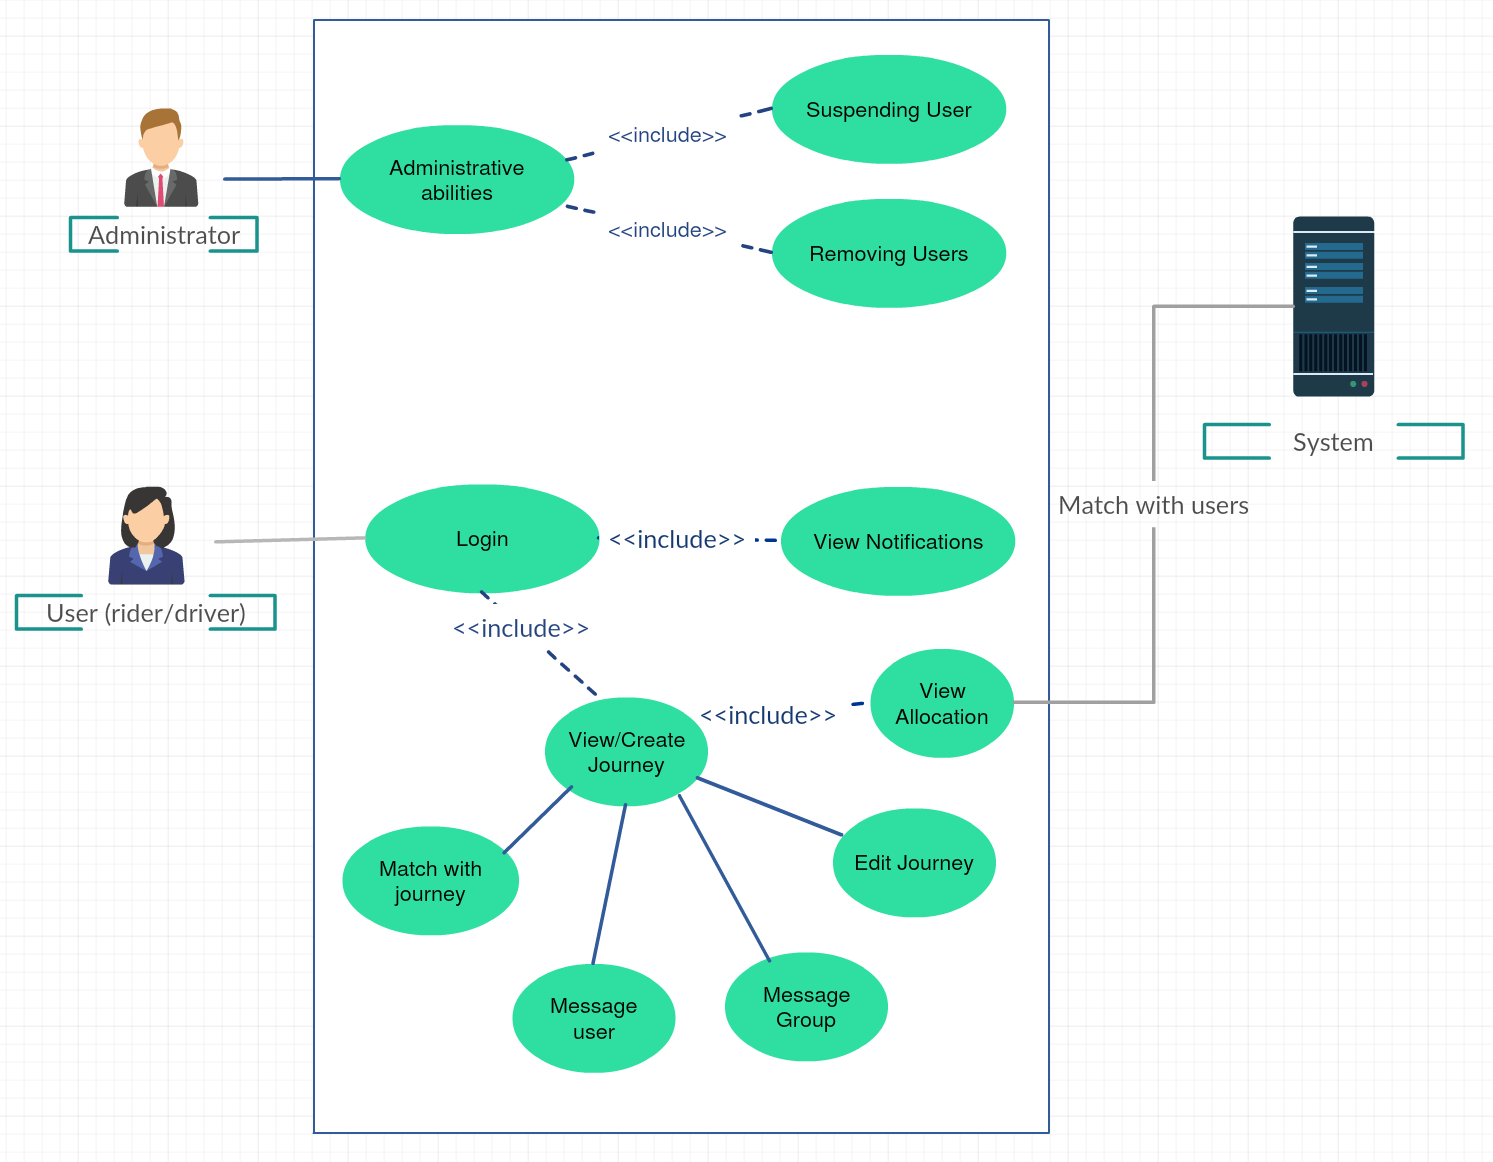 Suspending User
<<include>>
Administrative
abilities
Administrator
<<include>>
Removing Users
System
Match with users
Login
<<include>>
View Notifications
User (rider/driver)
<<include>>
View
Allocation
<<include>>
View/Create
Journey
Match with
journey
Edit Journey
Message
user
Message
Group